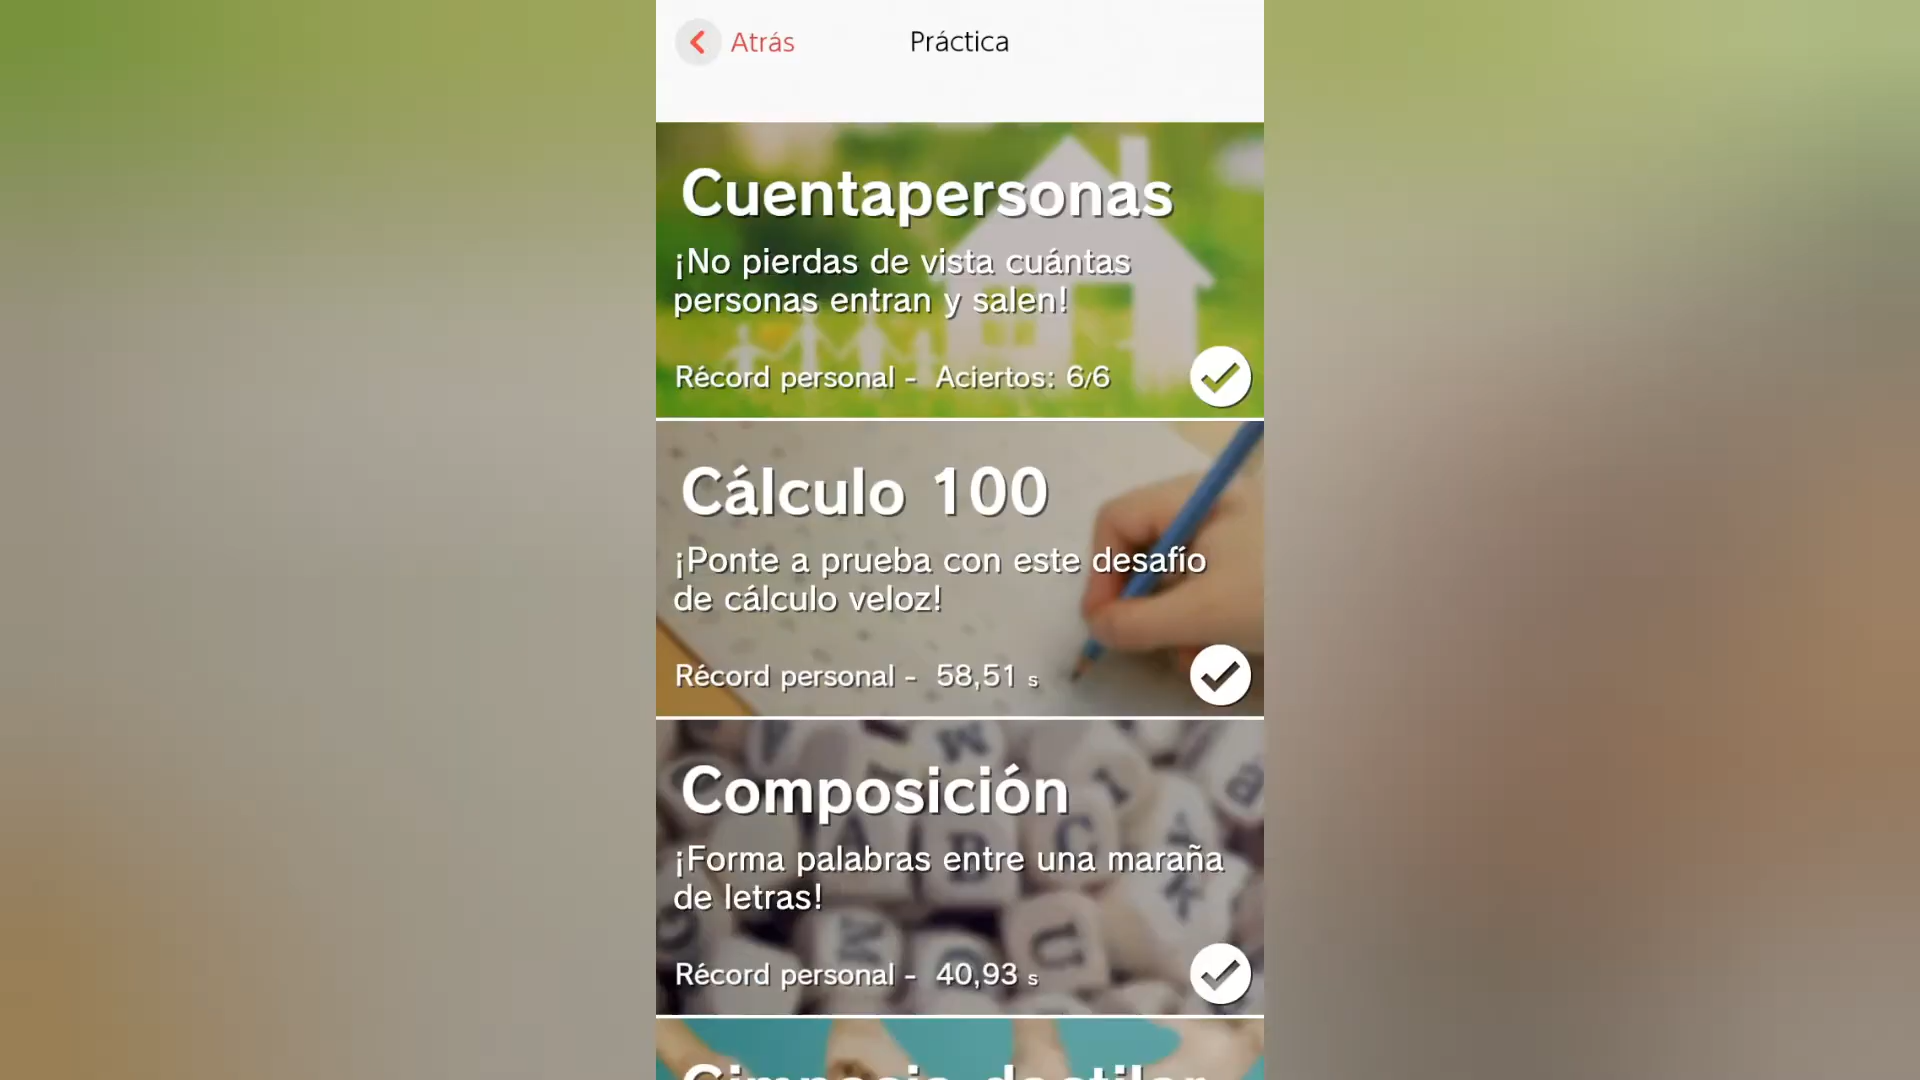 Atrás
Práctica
Cuentapersonas
¡No pierdas de vista cuántas
personas entran y salen!
Récord personal - Aciertos: 6/6
Cálculo 100
¡Ponte a prueba con este desafío
de cálculo veloz!
Récord personal - 58,51 s
Composición
¡Forma palabras entre una maraña
de letras!
Récord personal - 40,93 s
Gimnasia dactilar